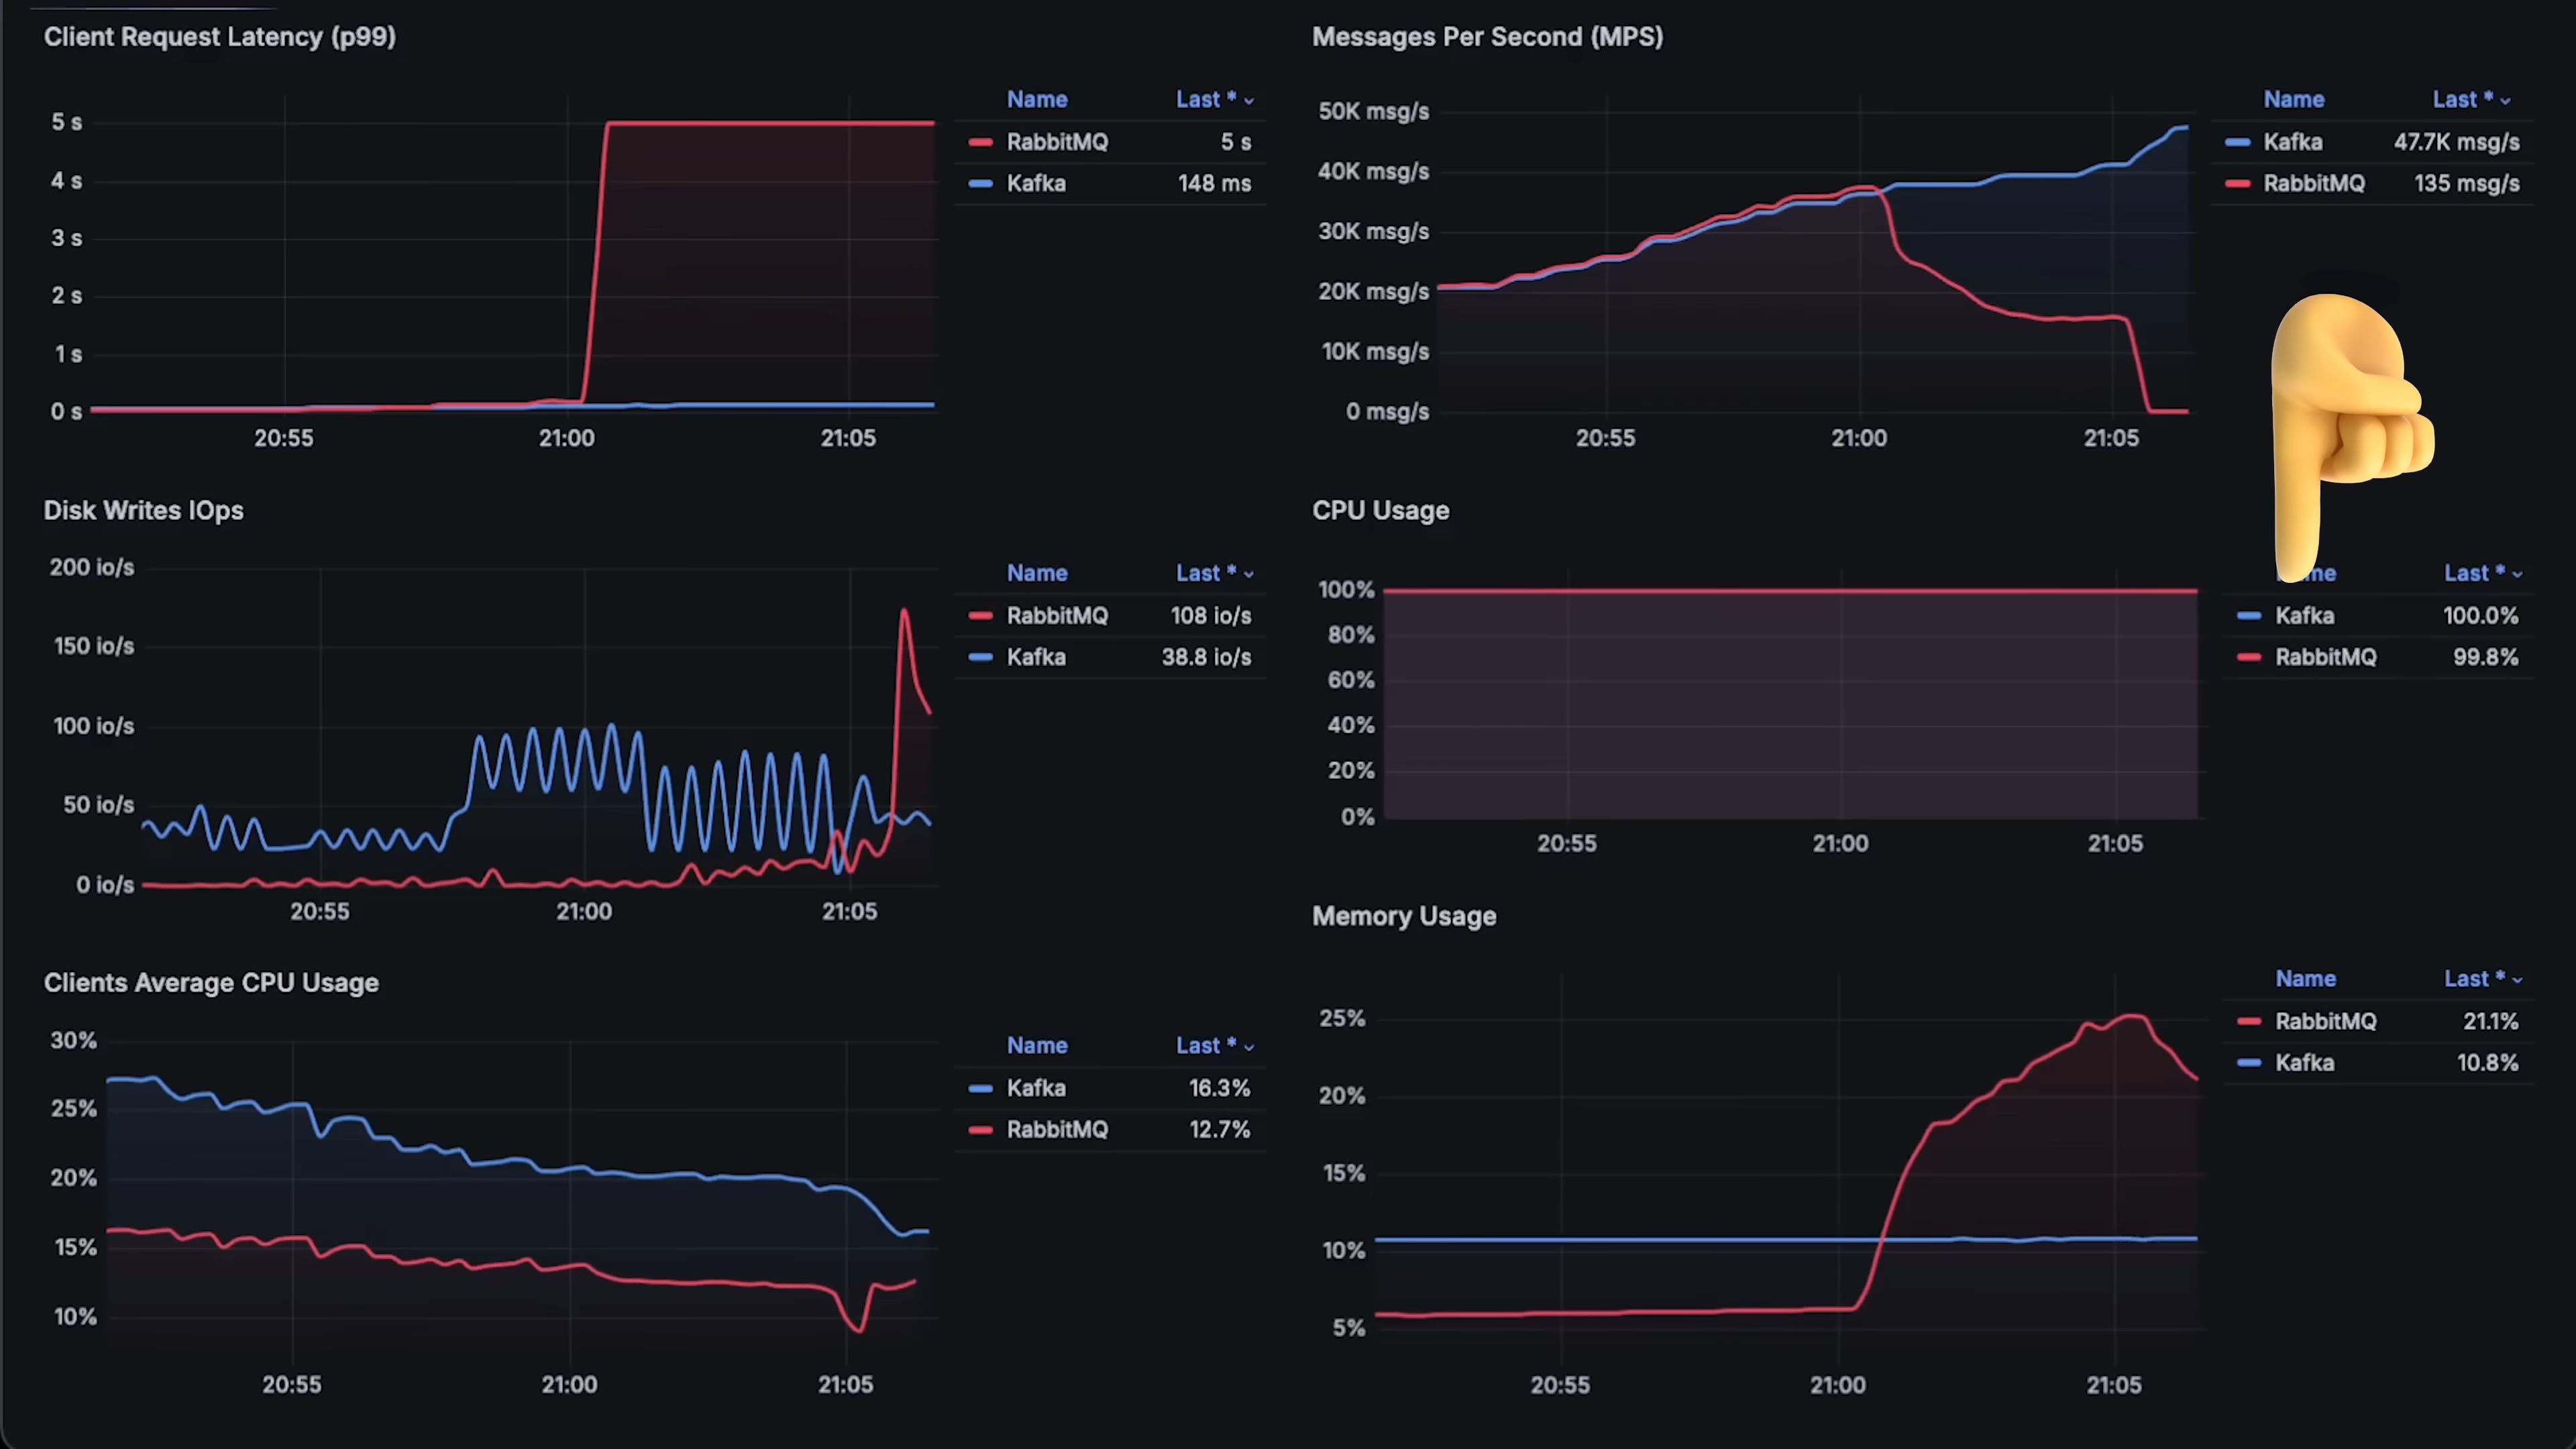 Client Request Latency (p99)
Name Last *
5 s
RabbitMQ 5 s
4 s
Kafka 148 ms
3 s
2 s
1 s
0 s
20:55 21:00 21:05
Messages Per Second (MPS)
Name Last *
50K msg/s
Kafka 47.7K msg/s
40K msg/s
RabbitMQ 135 msg/s
30K msg/s
20K msg/s
10K msg/s
0 msg/s
20:55 21:00 21:05
Disk Writes IOps
200 io/s
Name Last *
RabbitMQ 108 io/s
150 io/s
Kafka 38.8 io/s
100 io/s
50 io/s
0 io/s
20:55 21:00 21:05
CPU Usage
Last *
100%
Kafka 100.0%
80%
RabbitMQ 99.8%
60%
40%
20%
0%
20:55 21:00 21:05
Clients Average CPU Usage
30%
Name Last *
Kafka 16.3%
25%
RabbitMQ 12.7%
20%
15%
10%
20:55 21:00 21:05
Memory Usage
Name Last *
25%
RabbitMQ 21.1%
Kafka 10.8%
20%
15%
10%
5%
20:55 21:00 21:05